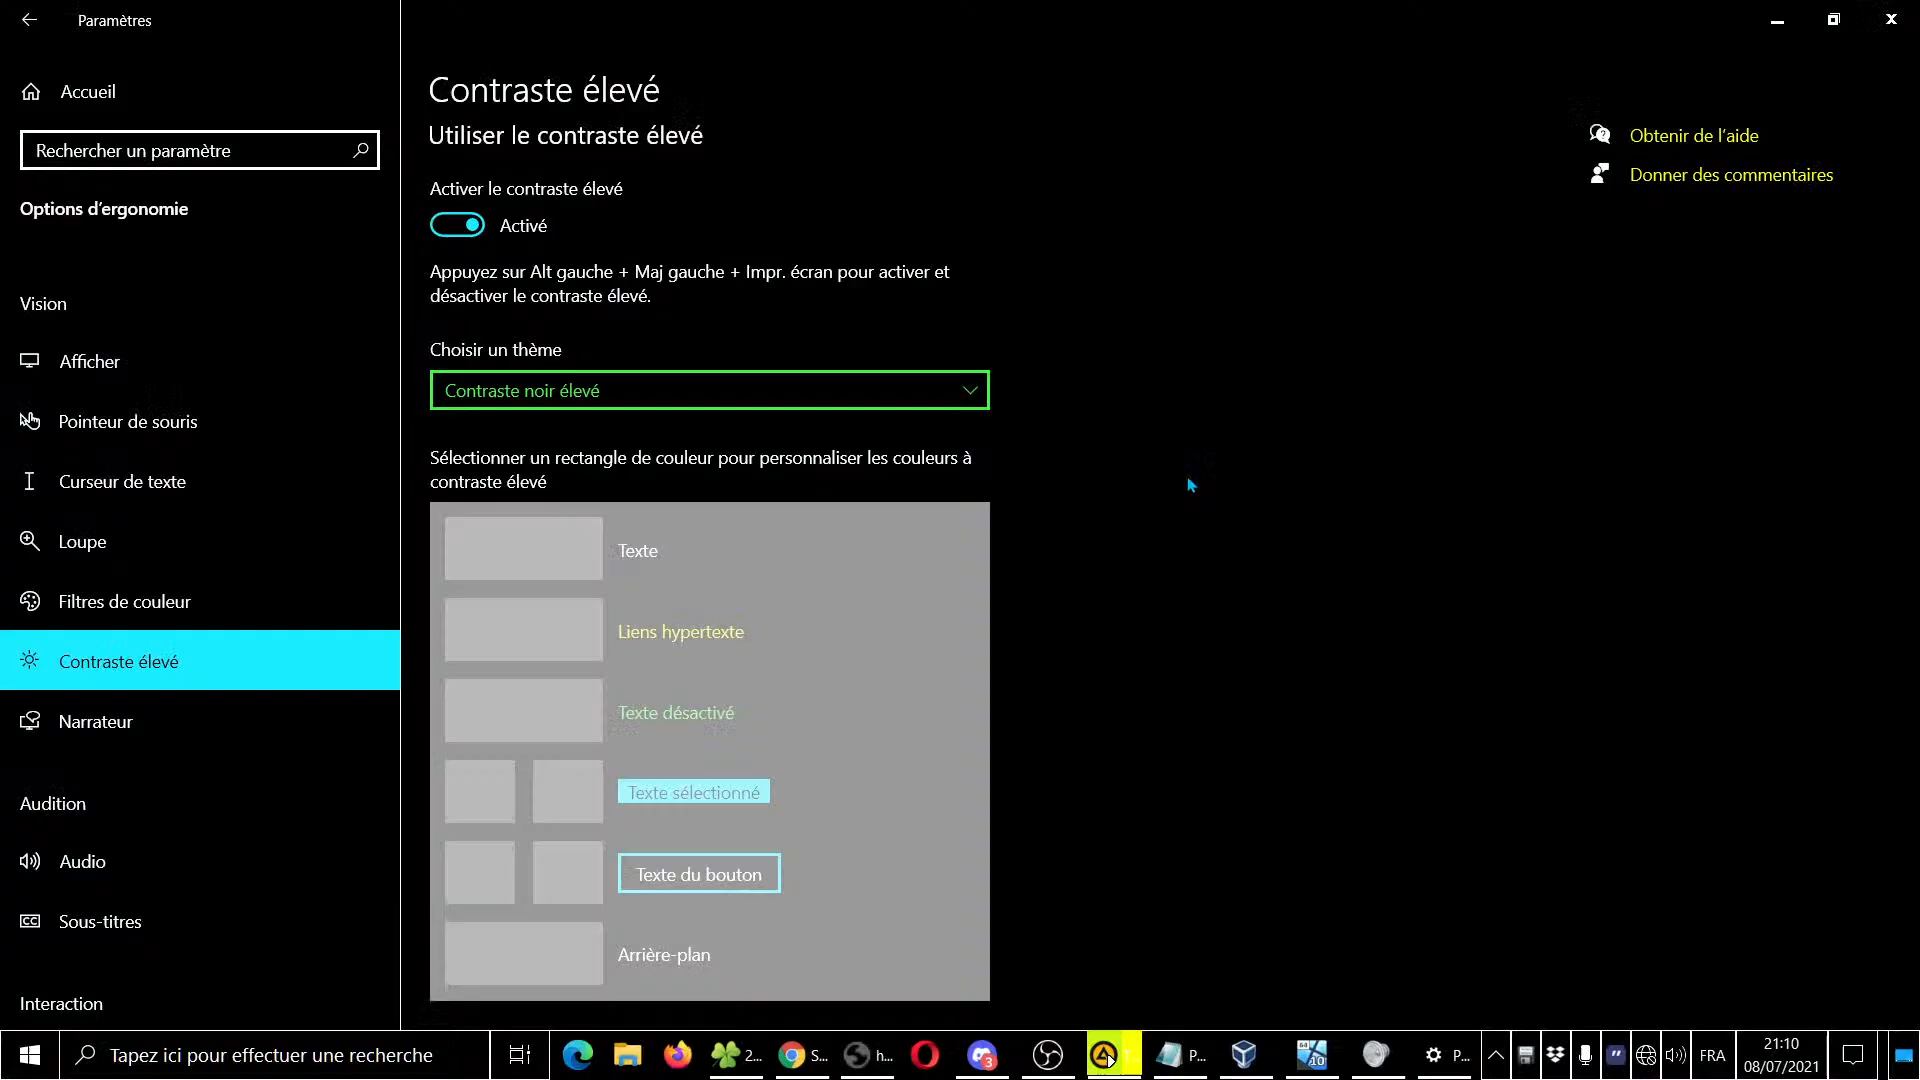 Paramètres
Accueil
Rechercher un paramètre
Options d’ergonomie
Vision
Afficher
Pointeur de souris
Curseur de texte
Loupe
Filtres de couleur
Contraste élevé
Narrateur
Audition
Audio
Sous-titres
Interaction
Contraste élevé
Utiliser le contraste élevé
Activer le contraste élevé
Activé
Appuyez sur Alt gauche + Maj gauche + Impr. écran pour activer et
désactiver le contraste élevé.
Choisir un thème
Contraste noir élevé
Sélectionner un rectangle de couleur pour personnaliser les couleurs à
contraste élevé
Texte
Liens hypertexte
Texte désactivé
Texte sélectionné
Texte du bouton
Arrière-plan
Obtenir de l’aide
Donner des commentaires
Tapez ici pour effectuer une recherche
2...
S...
h...
3
P...
64
10
P...
FRA
21:10
08/07/2021